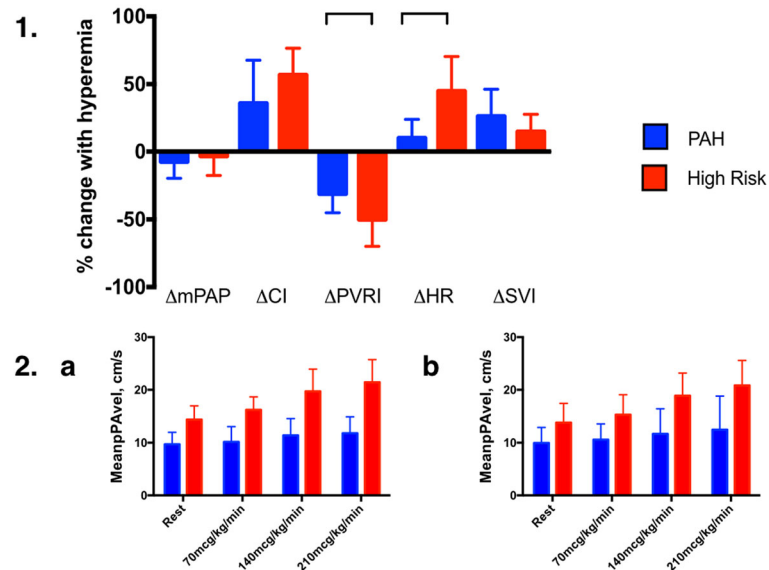 1.
% change with hyperemia
100
50
0
-50
-100
ΔmPAP ΔCI ΔPVRI ΔHR ΔSVI
PAH
High Risk
2. a
MeanpPAvel, cm/s
30
20
10
0
Rest
70mcg/kg/min
140mcg/kg/min
210mcg/kg/min
b
MeanpPAvel, cm/s
30
20
10
0
Rest
70mcg/kg/min
140mcg/kg/min
210mcg/kg/min